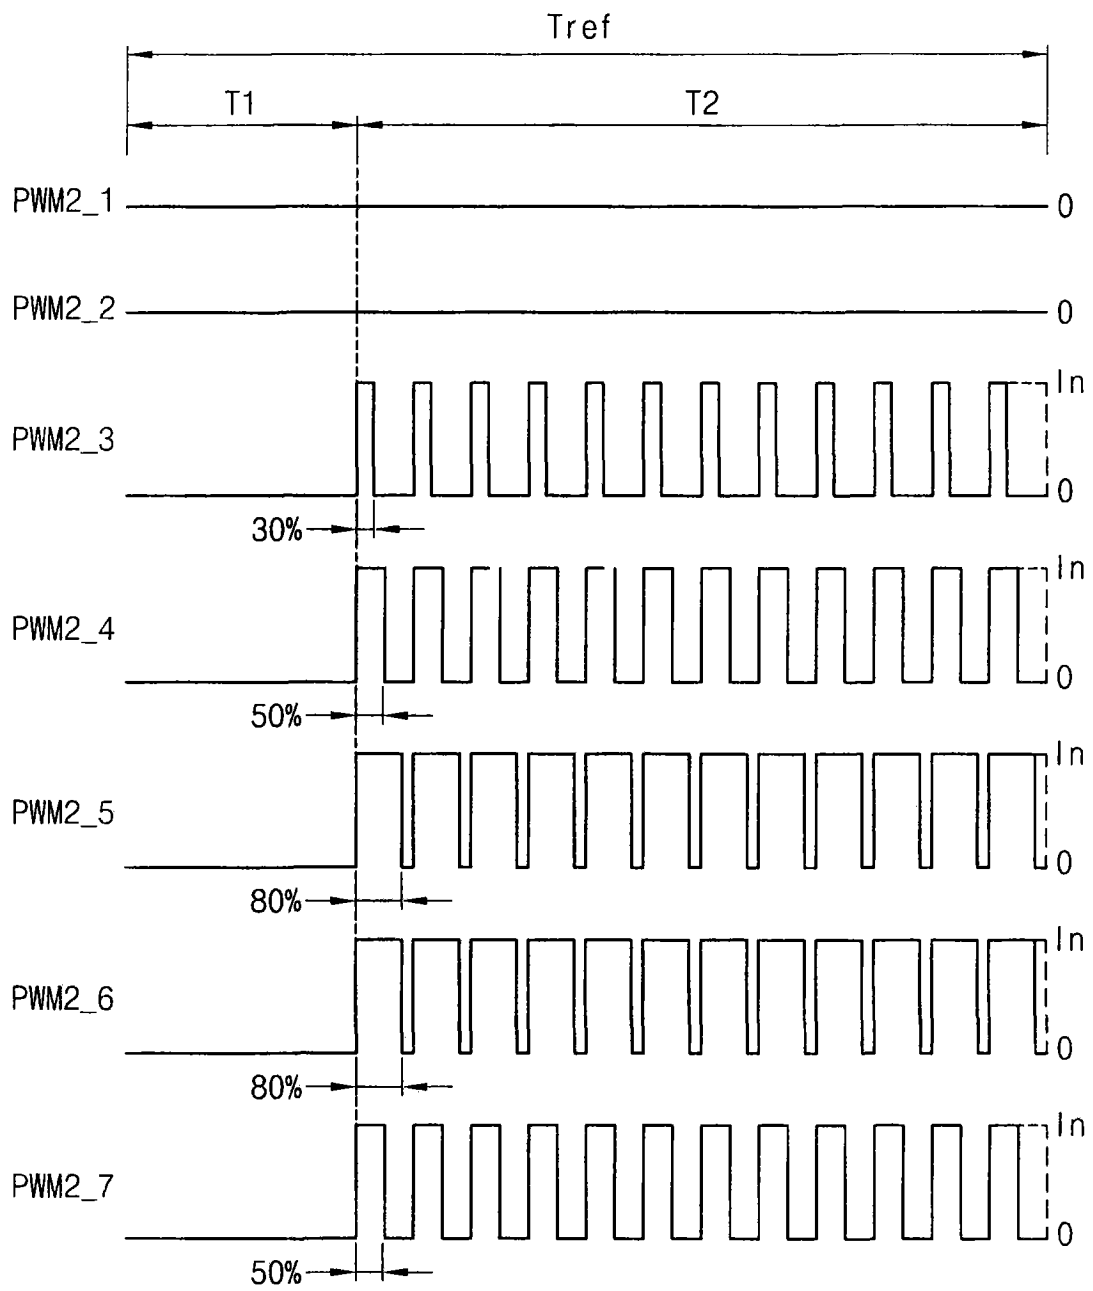 Tref
T1 T2
PWM2_1 0
PWM2_2 0
In
PWM2_3
0
30%
In
PWM2_4
0
50%
In
PWM2_5
0
80%
In
PWM2_6
0
80%
In
PWM2_7
0
50%